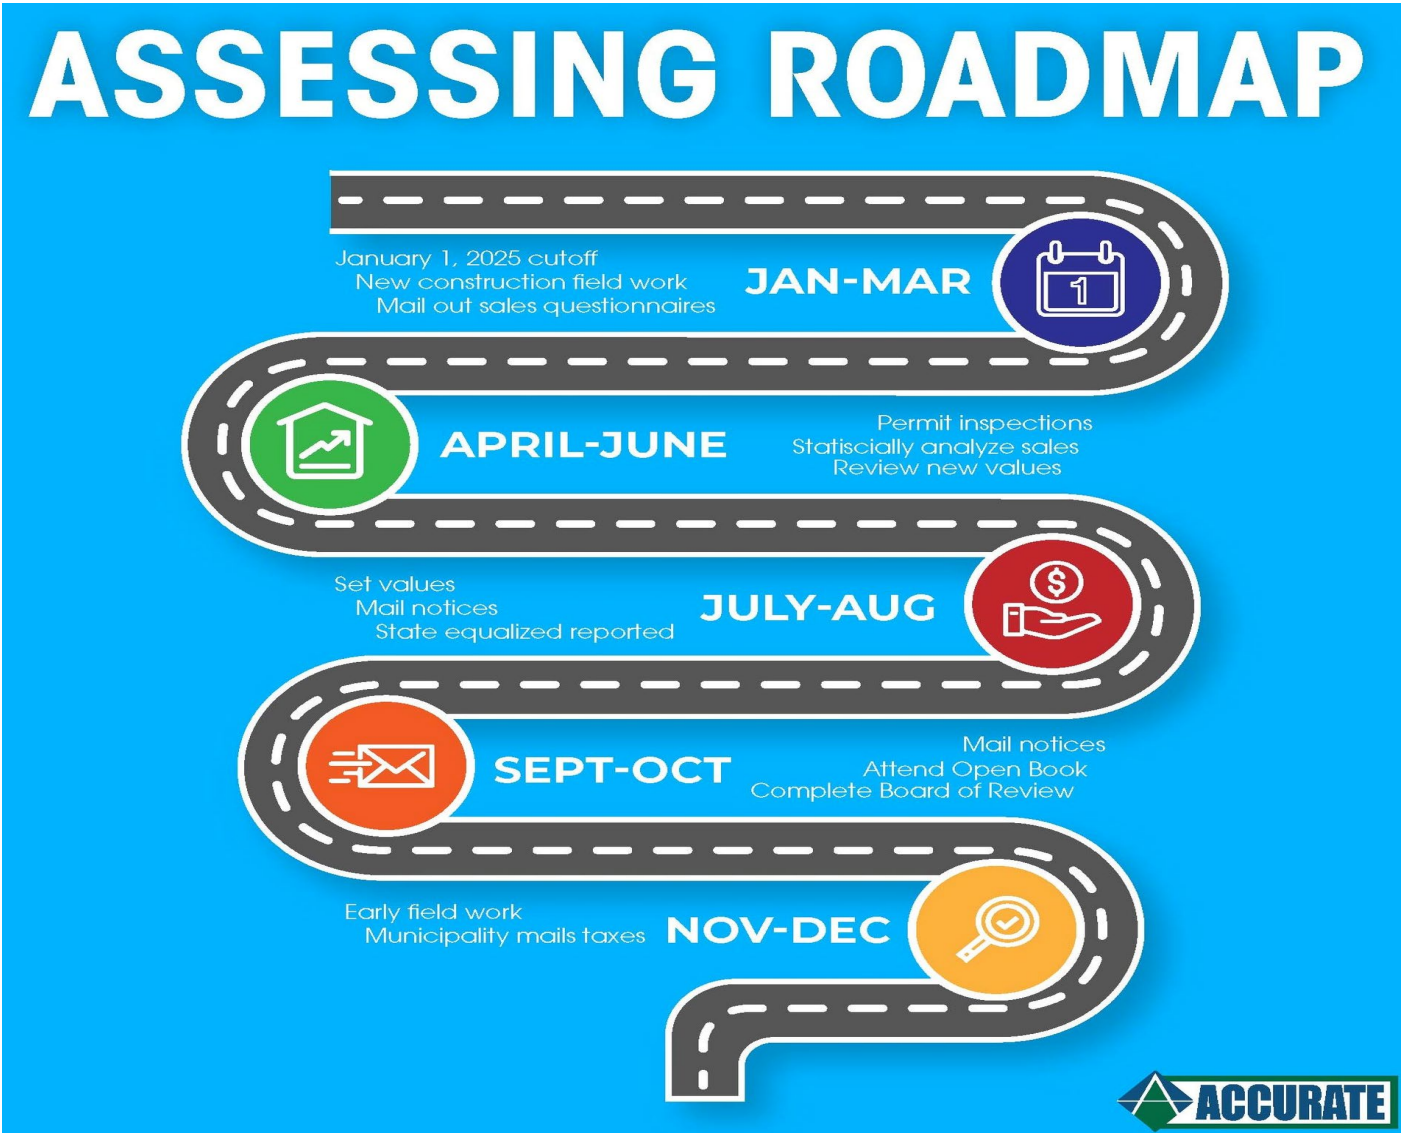 ASSESSING ROADMAP
January 1, 2025 cutoff
New construction field work
Mail out sales questionnaires
JAN-MAR
1
APRIL-JUNE
Permit inspections
Statiscially analyze sales
Review new values
Set values
Mail notices
State equalized reported
JULY-AUG
$
SEPT-OCT
Mail notices
Attend Open Book
Complete Board of Review
Early field work
Municipality mails taxes
NOV-DEC
ACCURATE